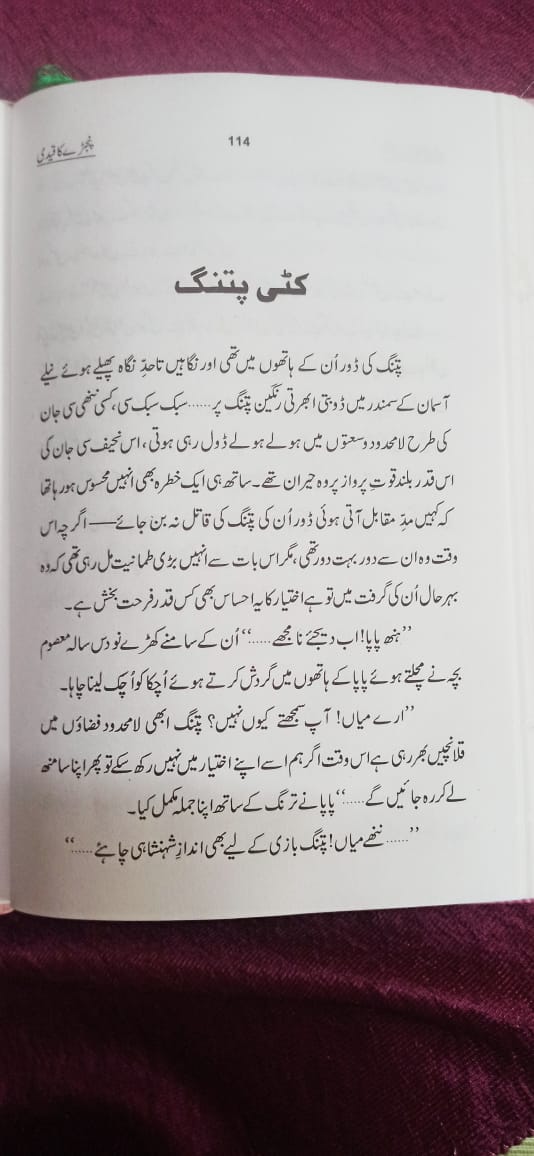 پنجڑے کا قیدی
114
کٹی پتنگ
پتنگ کی ڈور اُن کے ہاتھوں میں تھی اور نگاہیں تاحدِّ نگاہ پھیلے ہوئے نیلے
آسمان کے سمندر میں ڈوبتی ابھرتی رنگین پتنگ پر......سبک سبک سی، کسی ننھی سی جان
کی طرح لامحدود وسعتوں میں ہولے ہولے ڈول رہی ہوتی، اس نحیف سی جان کی
اس قدر بلند قوتِ پرواز پر وہ حیران تھے۔ ساتھ ہی ایک خطرہ بھی انہیں محسوس ہو رہا تھا
کہ کہیں مدِّ مقابل آتی ہوئی ڈور اُن کی پتنگ کی قاتل نہ بن جائے—— اگرچہ اس
وقت وہ ان سے دور بہت دور تھی، مگر اس بات سے انہیں بڑی طمانیت مل رہی تھی کہ وہ
بہرحال اُن کی گرفت میں تو ہے اختیار کا یہ احساس بھی کس قدر فرحت بخش ہے۔
”ہنھ پاپا! اب دیجئے نا مجھے......“ اُن کے سامنے کھڑے نو دس سالہ معصوم
بچہ نے مچلتے ہوئے پاپا کے ہاتھوں میں گردش کرتے ہوئے اُچکا کو اُچک لینا چاہا۔
”ارے میاں! آپ سمجھتے کیوں نہیں؟ پتنگ ابھی لامحدود فضاؤں میں
قلانچیں بھر رہی ہے اس وقت اگر ہم اسے اپنے اختیار میں نہیں رکھ سکے تو پھر اپنا سا منھ
لے کر رہ جائیں گے......“ پاپا نے ترنگ کے ساتھ اپنا جملہ مکمل کیا۔
”...... ننھے میاں! پتنگ بازی کے لیے بھی اندازِ شہنشاہی چاہئے......“